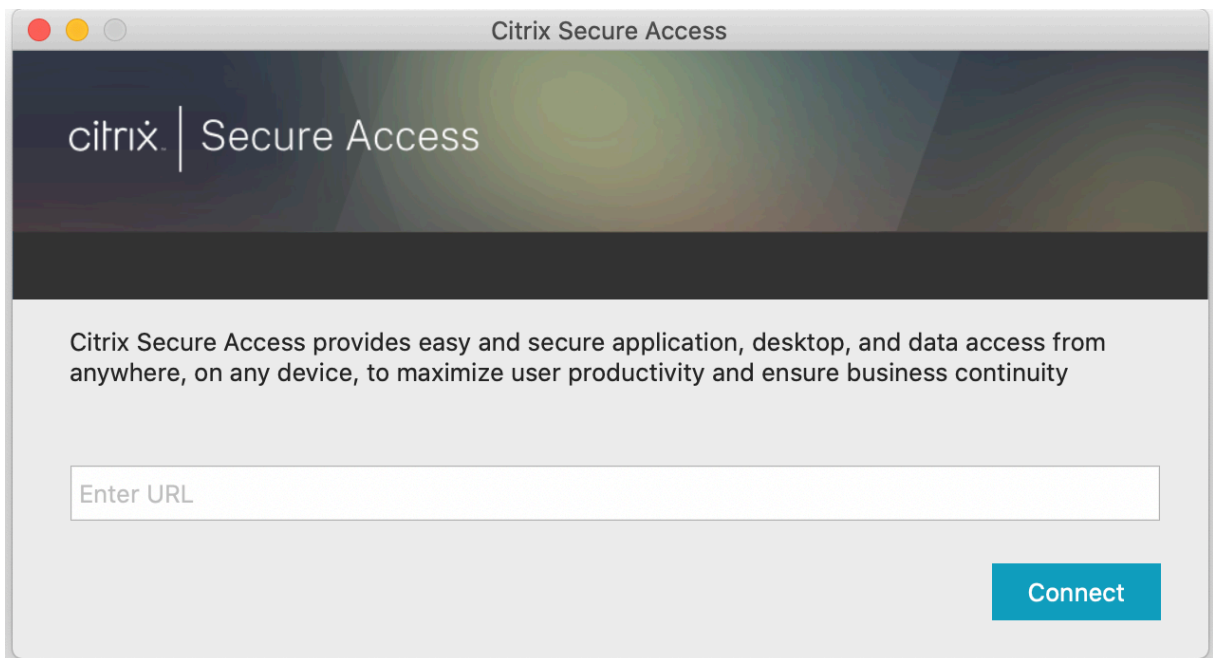 Citrix Secure Access
citrix | Secure Access
Citrix Secure Access provides easy and secure application, desktop, and data access from
anywhere, on any device, to maximize user productivity and ensure business continuity
Enter URL
Connect